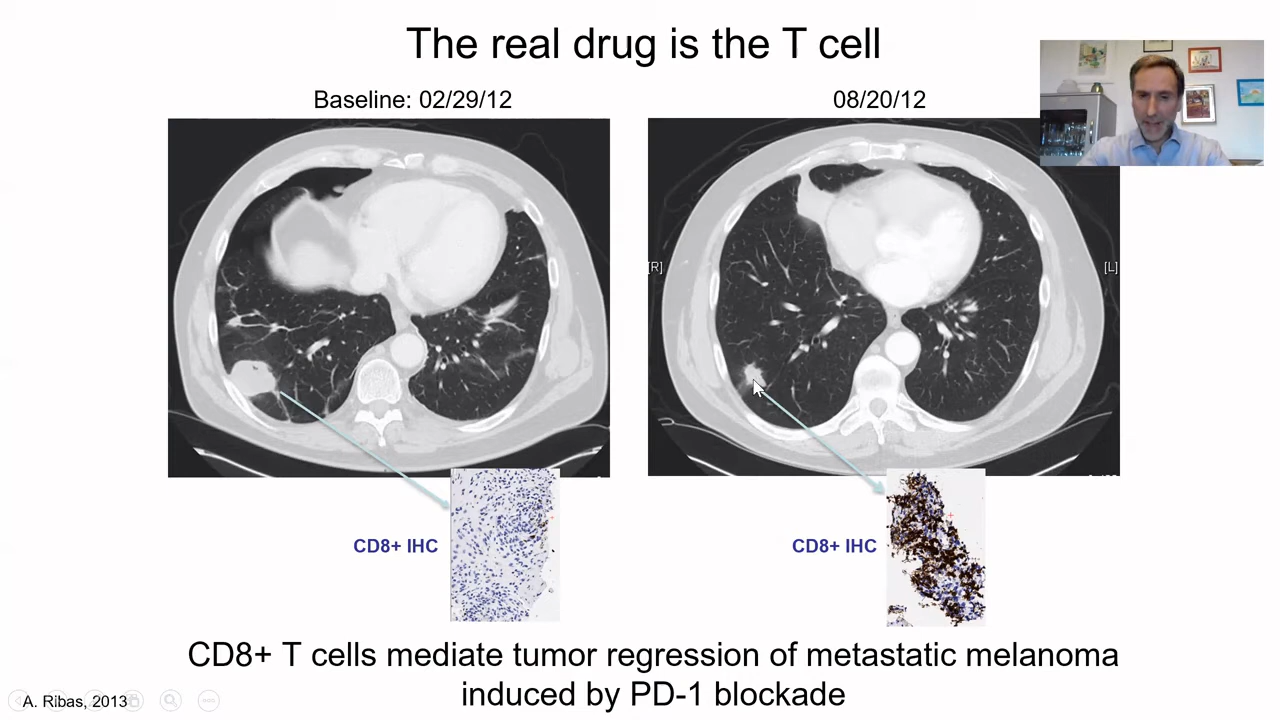 The real drug is the T cell
Baseline: 02/29/12
08/20/12
[R]
[L]
CD8+ IHC
CD8+ IHC
CD8+ T cells mediate tumor regression of metastatic melanoma
induced by PD-1 blockade
A. Ribas, 2013